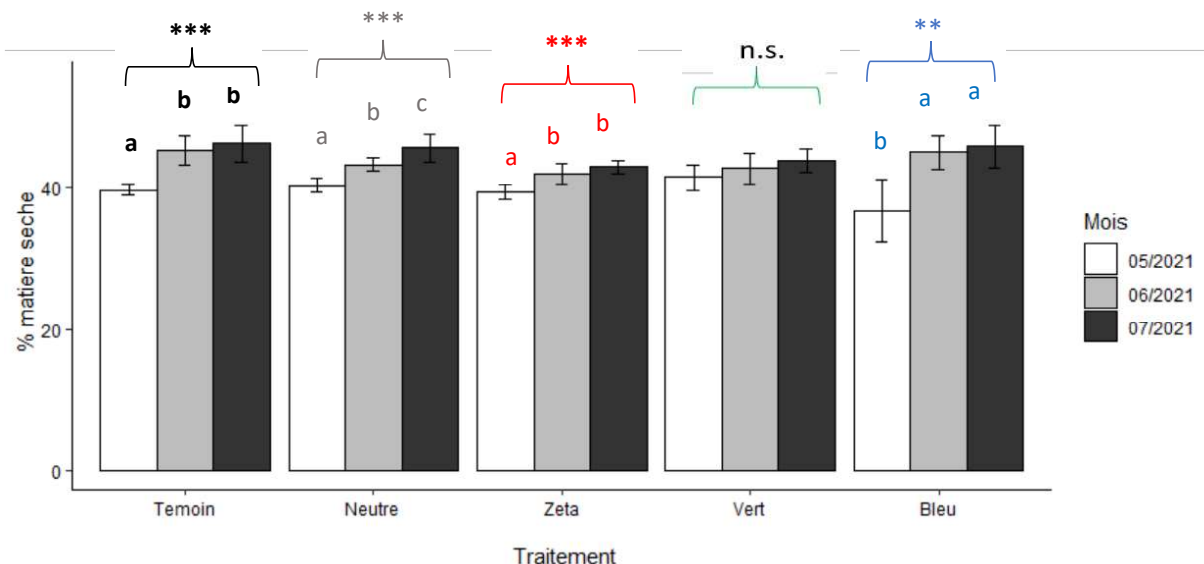 *** *** *** n.s. **
a b b a b c a b b b a a
% matiere seche
40
20
0
Temoin Neutre Zeta Vert Bleu
Traitement
Mois
05/2021
06/2021
07/2021